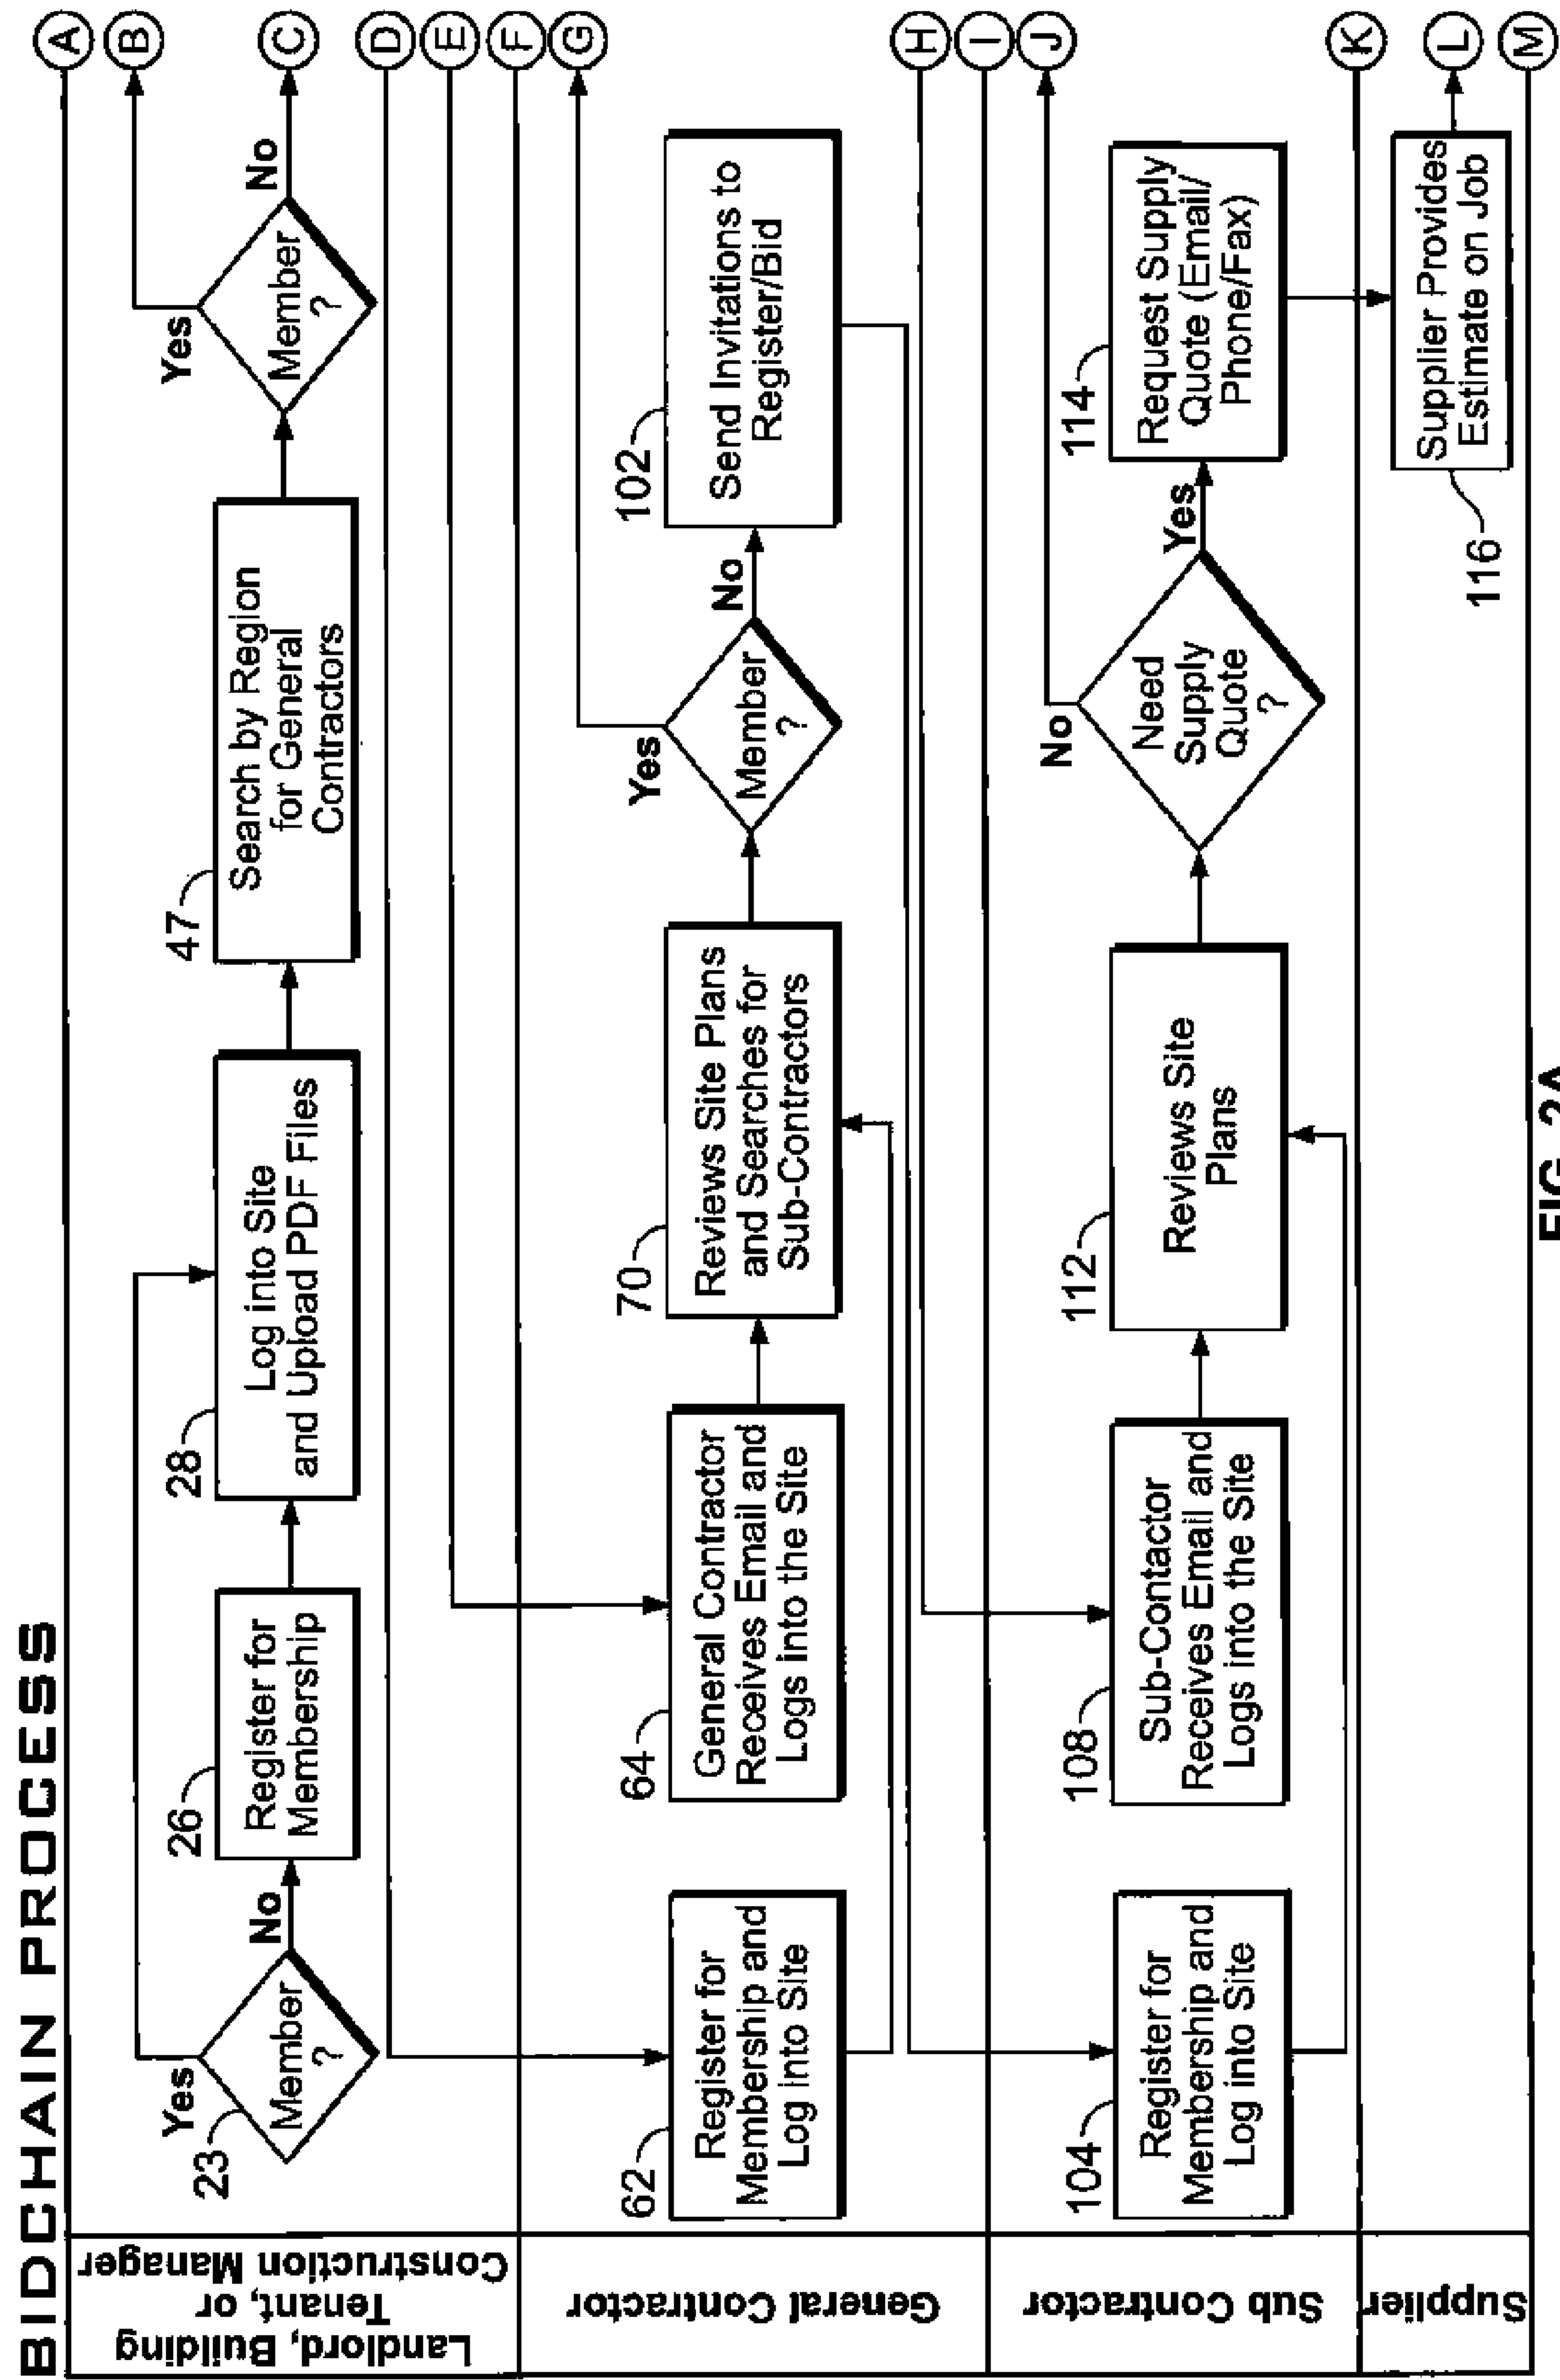 BIDCHAIN PROCESS
A
B
C
D
E
F
G
H
I
J
K
L
M
Landlord, Building
Tenant, or
Construction Manager
23
Member
?
Yes
No
26
Register for
Membership
28
Log into Site
and Upload PDF Files
47
Search by Region
for General
Contractors
Member
?
Yes
No
General Contractor
62
Register for
Membership and
Log into Site
64
General Contractor
Receives Email and
Logs into the Site
70
Reviews Site Plans
and Searches for
Sub-Contractors
Member
?
Yes
No
102
Send Invitations to
Register/Bid
Sub Contractor
104
Register for
Membership and
Log into Site
108
Sub-Contactor
Receives Email and
Logs into the Site
112
Reviews Site
Plans
Need
Supply
Quote
?
No
Yes
114
Request Supply
Quote (Email/
Phone/Fax)
Supplier
116
Supplier Provides
Estimate on Job
FIG. 2A